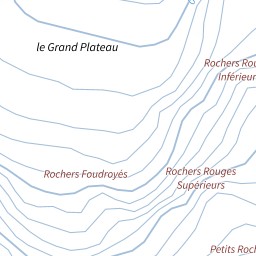 le Grand Plateau
Rochers Rou
Inférieur
Rochers Foudroyés
Rochers Rouges
Supérieurs
Petits Roch